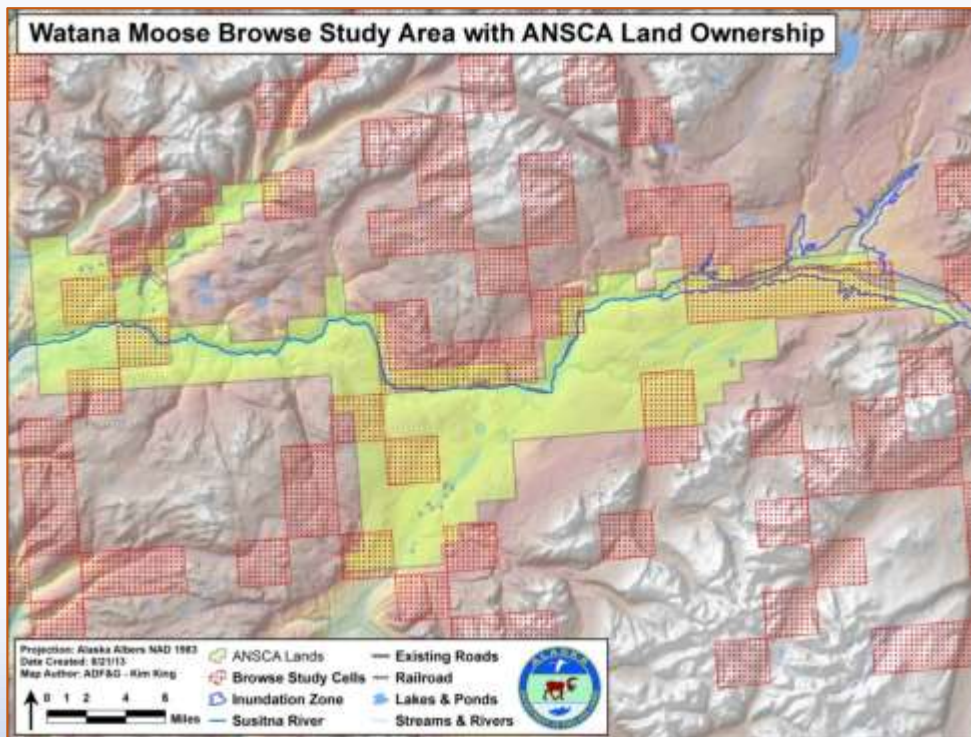 Watana Moose Browse Study Area with ANSCA Land Ownership
Projection: Alaska Albers NAD 1983
Date Created: 8/21/13
Map Author: ADF&G - Kim King
0 1 2 4 6
Miles
ANSCA Lands
Browse Study Cells
Inundation Zone
Susitna River
Existing Roads
Railroad
Lakes & Ponds
Streams & Rivers
ALASKA